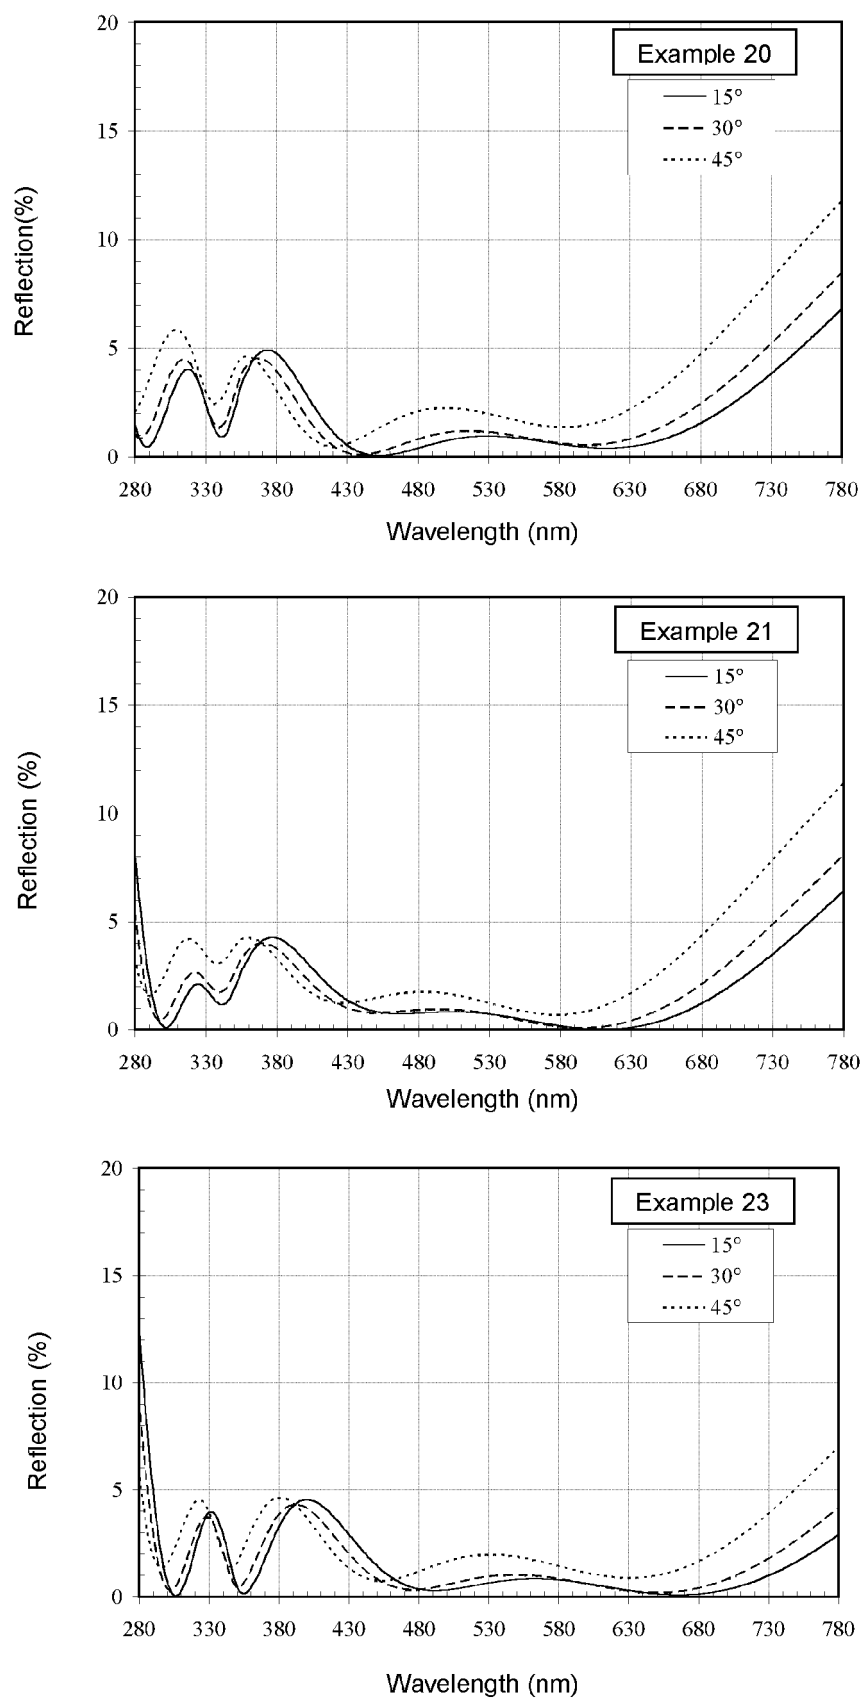 20
Example 20
15°
30°
45°
15
10
5
0
Reflection(%)
280 330 380 430 480 530 580 630 680 730 780
Wavelength (nm)
20
Example 21
15°
30°
45°
15
10
5
0
Reflection (%)
280 330 380 430 480 530 580 630 680 730 780
Wavelength (nm)
20
Example 23
15°
30°
45°
15
10
5
0
Reflection (%)
280 330 380 430 480 530 580 630 680 730 780
Wavelength (nm)